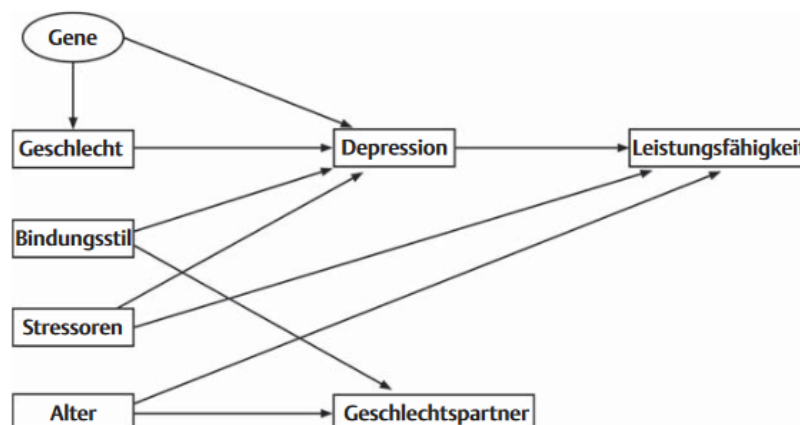 Gene
Geschlecht
Depression
Leistungsfähigkeit
Bindungsstil
Stressoren
Alter
Geschlechtspartner